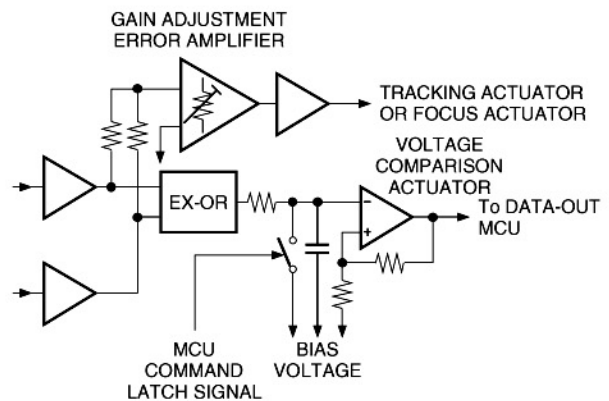 GAIN ADJUSTMENT
ERROR AMPLIFIER
TRACKING ACTUATOR
OR FOCUS ACTUATOR
VOLTAGE
COMPARISON
ACTUATOR
EX-OR
−
+
To DATA-OUT
MCU
MCU
COMMAND
LATCH SIGNAL
BIAS
VOLTAGE